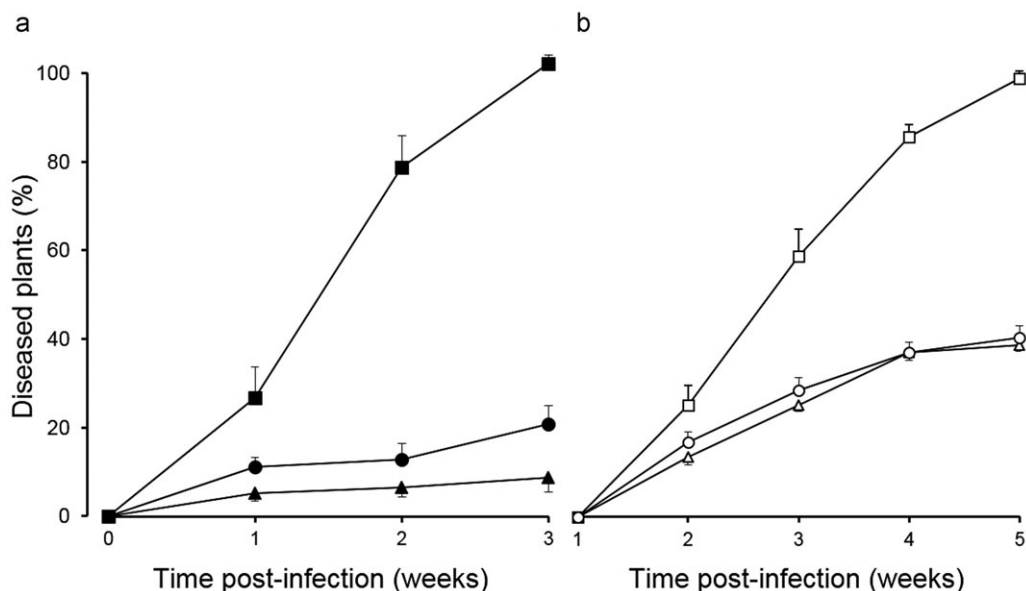 a
b
Diseased plants (%)
100
80
60
40
20
0
0 1 2 3
1 2 3 4 5
Time post-infection (weeks)
Time post-infection (weeks)